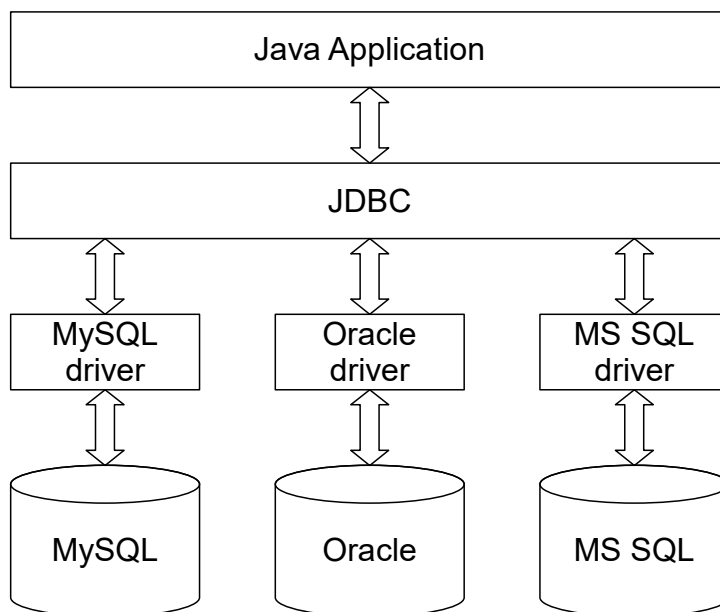 Java Application
JDBC
MySQL
driver
Oracle
driver
MS SQL
driver
MySQL
Oracle
MS SQL